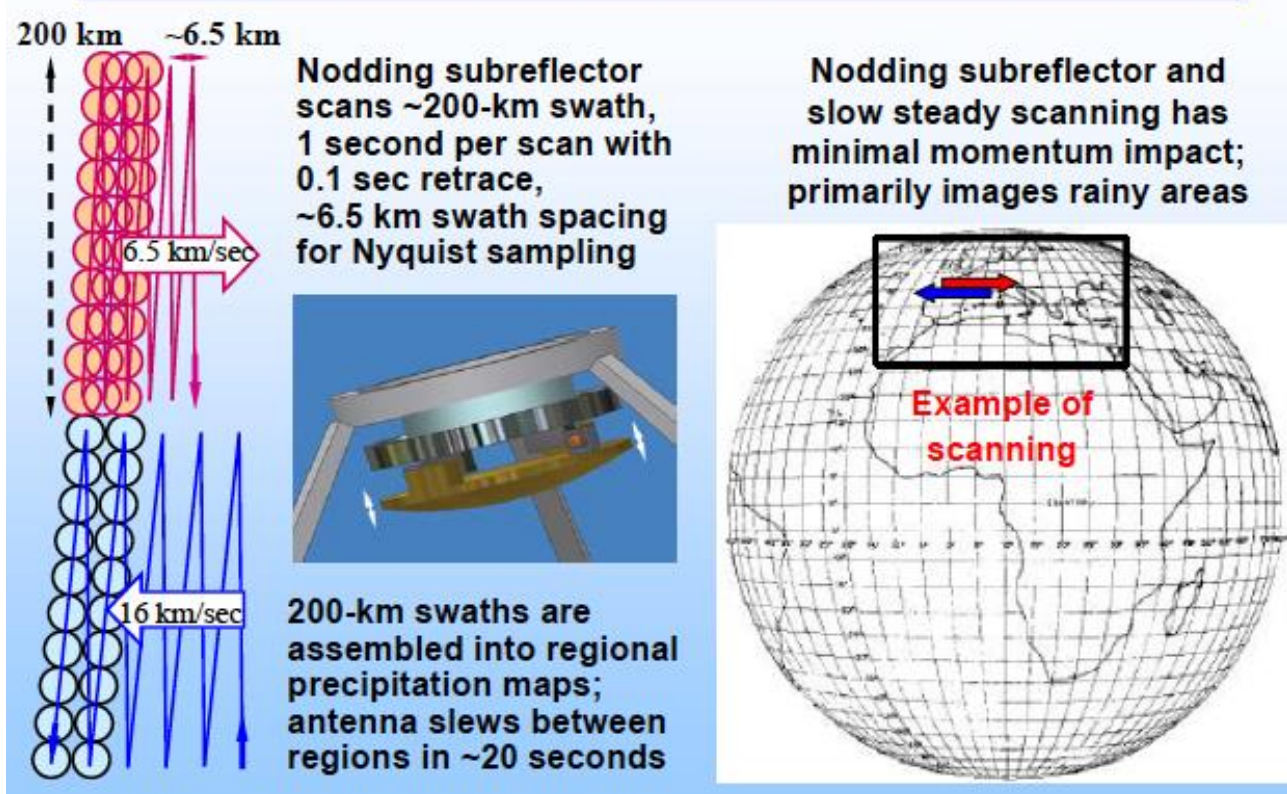 200 km ~6.5 km
Nodding subreflector
scans ~200-km swath,
1 second per scan with
0.1 sec retrace,
~6.5 km swath spacing
for Nyquist sampling
6.5 km/sec
16 km/sec
200-km swaths are
assembled into regional
precipitation maps;
antenna slews between
regions in ~20 seconds
Nodding subreflector and
slow steady scanning has
minimal momentum impact;
primarily images rainy areas
Example of
scanning
EQUATOR